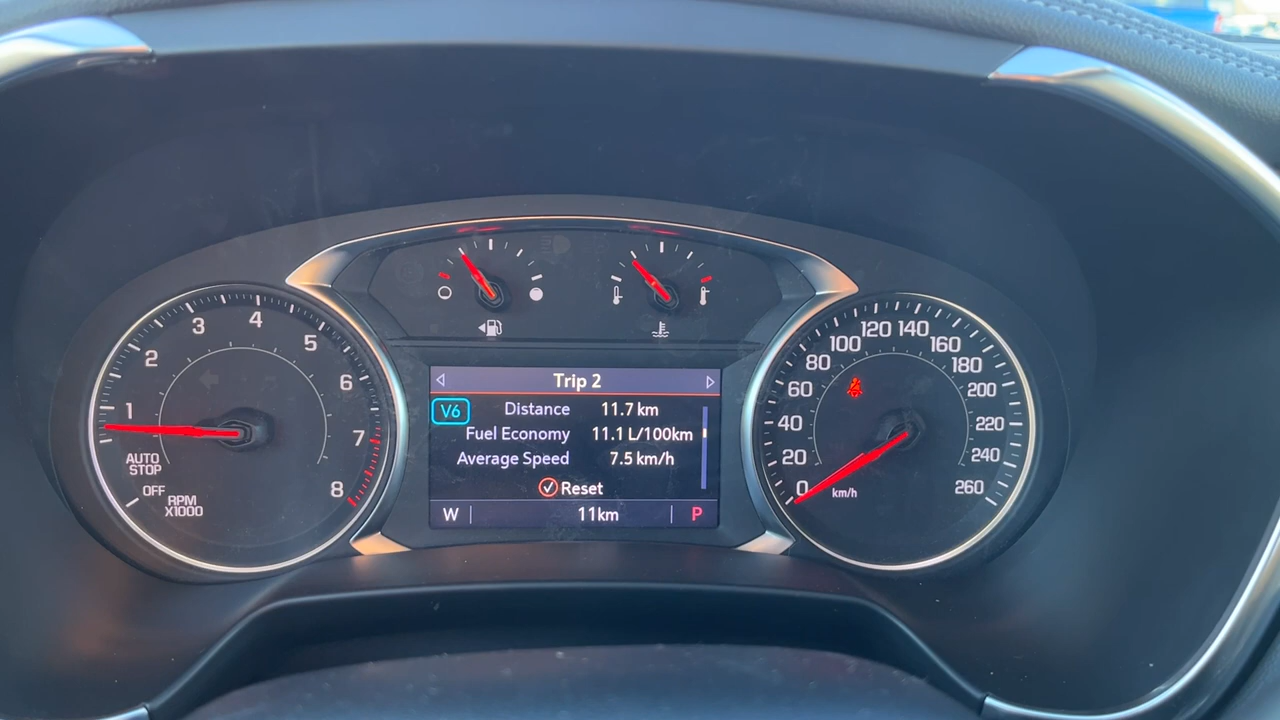 1
2
3
4
5
6
7
8
AUTO
STOP
OFF
RPM
X1000
Trip 2
V6
Distance 11.7 km
Fuel Economy 11.1 L/100km
Average Speed 7.5 km/h
Reset
W 11km P
0
20
40
60
80
100
120
140
160
180
200
220
240
260
km/h